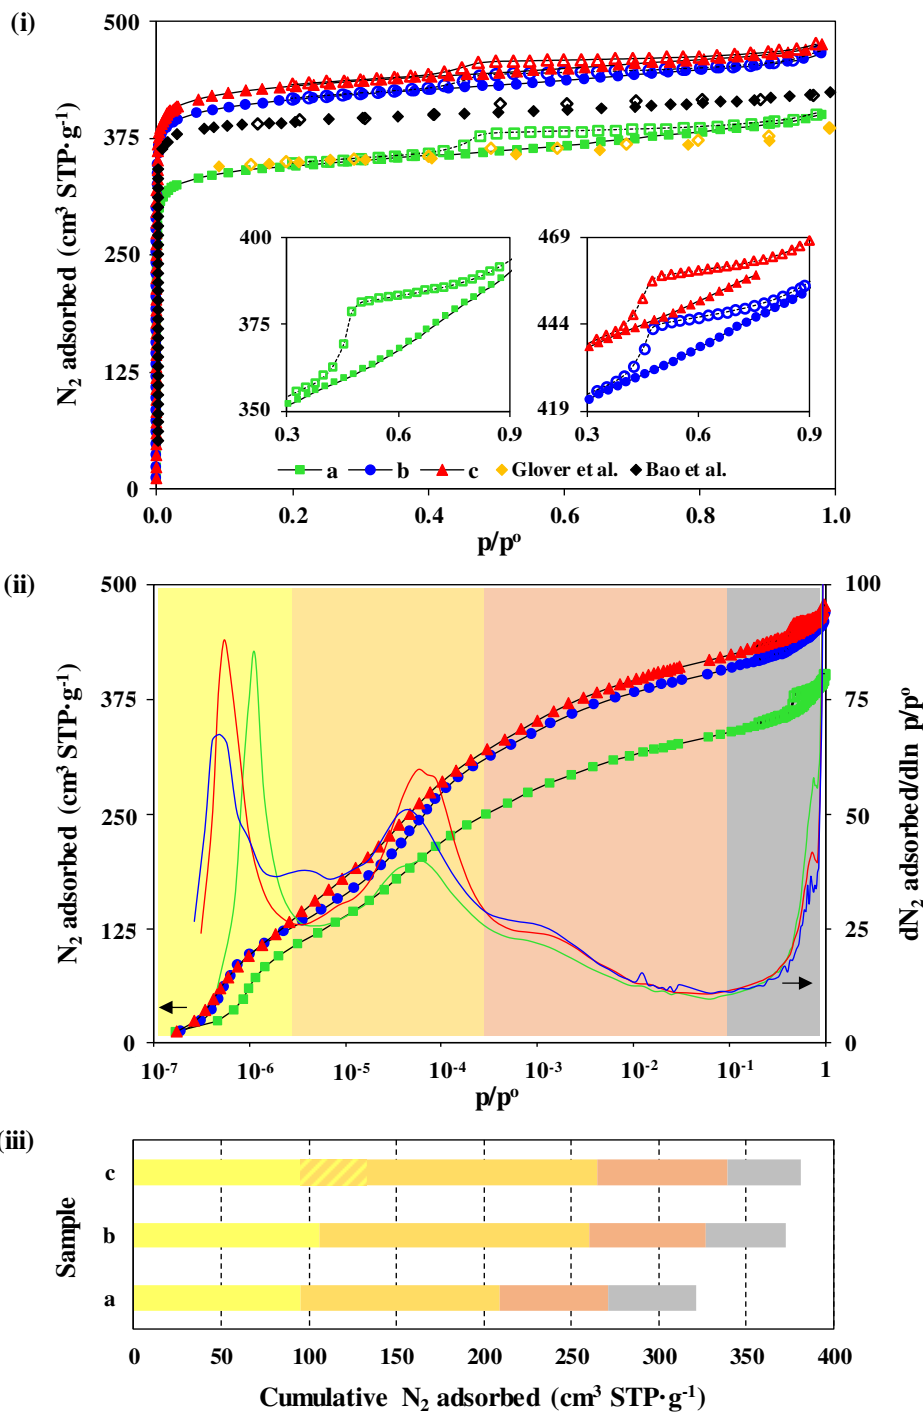 (i)
500
375
250
125
0
N2 adsorbed (cm³ STP·g⁻¹)
400
375
350
0.3 0.6 0.9
469
444
419
0.3 0.6 0.9
a b c Glover et al. Bao et al.
0.0 0.2 0.4 0.6 0.8 1.0
p/pº
(ii)
500
375
250
125
0
N2 adsorbed (cm³ STP·g⁻¹)
100
75
50
25
0
dN2 adsorbed/dln p/pº
10⁻⁷ 10⁻⁶ 10⁻⁵ 10⁻⁴ 10⁻³ 10⁻² 10⁻¹ 1
p/pº
(iii)
Sample
c
b
a
0 50 100 150 200 250 300 350 400
Cumulative N2 adsorbed (cm³ STP·g⁻¹)